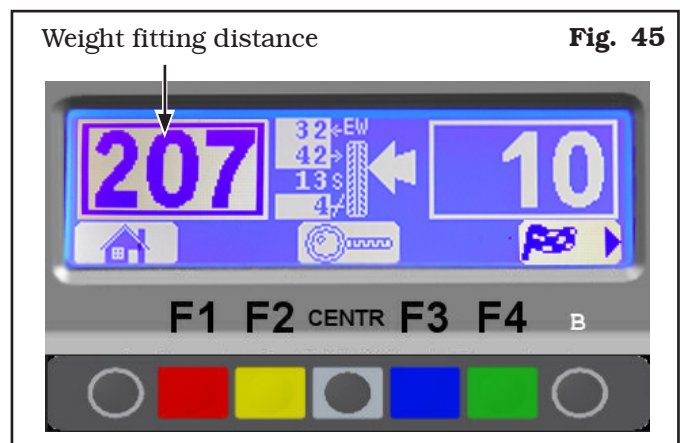 Weight fitting distance
Fig. 45
207
32 EW
42
13 S
4
10
F1 F2 CENTR F3 F4 B